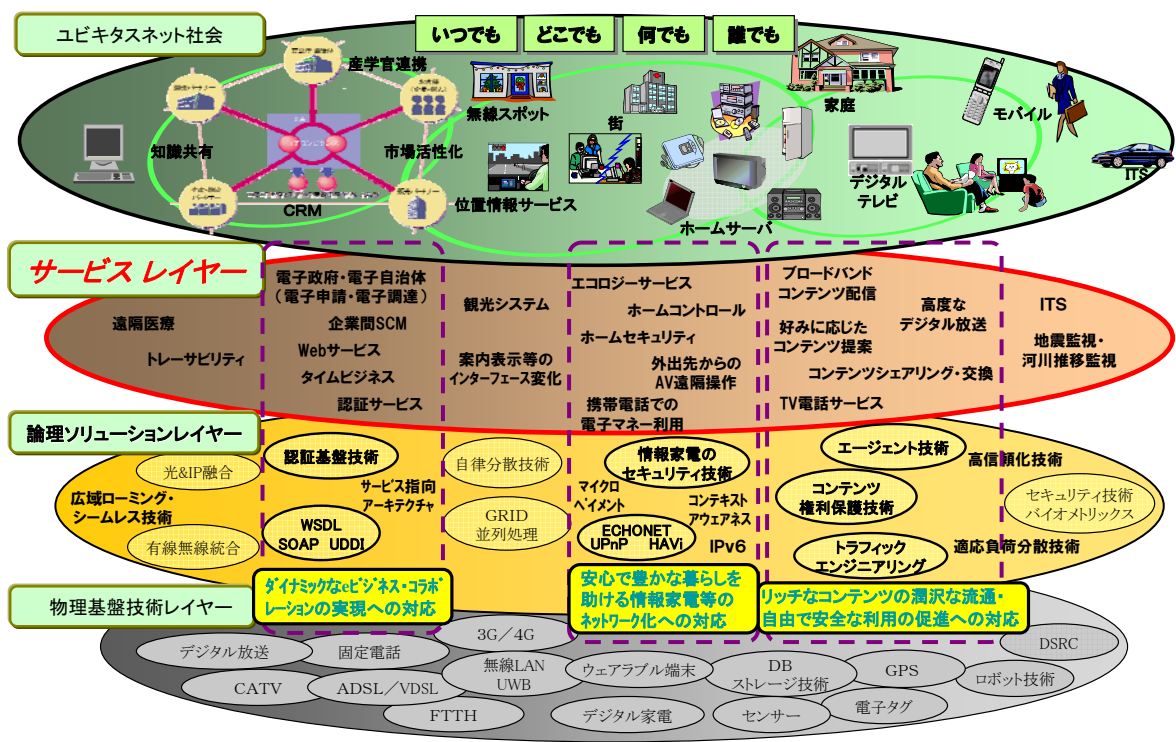 ユビキタスネット社会
いつでも
どこでも
何でも
誰でも
産学官連携
知識共有
市場活性化
CRM
無線スポット
位置情報サービス
街
家庭
ホームサーバ
デジタル
テレビ
モバイル
ITS
サービス レイヤー
遠隔医療
トレーサビリティ
電子政府・電子自治体
（電子申請・電子調達）
企業間SCM
Webサービス
タイムビジネス
認証サービス
観光システム
案内表示等の
インターフェース変化
エコロジーサービス
ホームコントロール
ホームセキュリティ
外出先からの
AV遠隔操作
携帯電話での
電子マネー利用
ブロードバンド
コンテンツ配信
高度な
デジタル放送
好みに応じた
コンテンツ提案
コンテンツシェアリング・交換
TV電話サービス
ITS
地震監視・
河川推移監視
論理ソリューションレイヤー
光&IP融合
広域ローミング・
シームレス技術
有線無線統合
認証基盤技術
サービス指向
アーキテクチャ
WSDL
SOAP UDDI
自律分散技術
GRID
並列処理
情報家電の
セキュリティ技術
マイクロ
ペイメント
コンテキスト
アウェアネス
ECHONET
UPnP HAVi
IPv6
エージェント技術
高信頼化技術
コンテンツ
権利保護技術
セキュリティ技術
バイオメトリックス
トラフィック
エンジニアリング
適応負荷分散技術
ダイナミックなeビジネス・コラボ
レーションの実現への対応
安心で豊かな暮らしを
助ける情報家電等の
ネットワーク化への対応
リッチなコンテンツの潤沢な流通・
自由で安全な利用の促進への対応
物理基盤技術レイヤー
デジタル放送
固定電話
3G／4G
無線LAN
UWB
CATV
ADSL／VDSL
FTTH
ウェアラブル端末
デジタル家電
DB
ストレージ技術
センサー
GPS
電子タグ
ロボット技術
DSRC